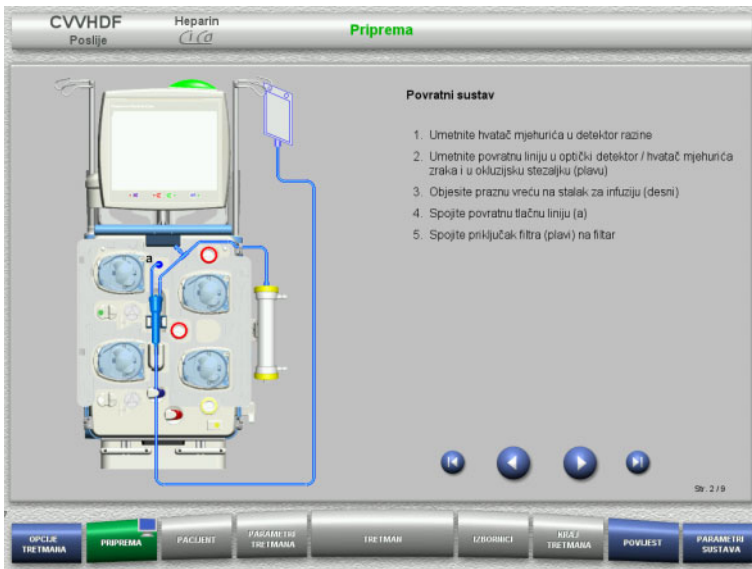 CVVHDF
Poslije
Heparin
Ci Ca
Priprema
Povratni sustav
1. Umetnite hvatač mjehurića u detektor razine
2. Umetnite povratnu liniju u optički detektor / hvatač mjehurića
zraka i u okluzijsku stezaljku (plavu)
3. Objesite praznu vreću na stalak za infuziju (desni)
4. Spojite povratnu tlačnu liniju (a)
5. Spojite priključak filtra (plavi) na filtar
a
Str. 2 / 9
OPCIJE
TRETMANA
PRIPREMA
PACIJENT
PARAMETRI
TRETMANA
TRETMAN
IZBORNICI
KRAJ
TRETMANA
POVIJEST
PARAMETRI
SUSTAVA